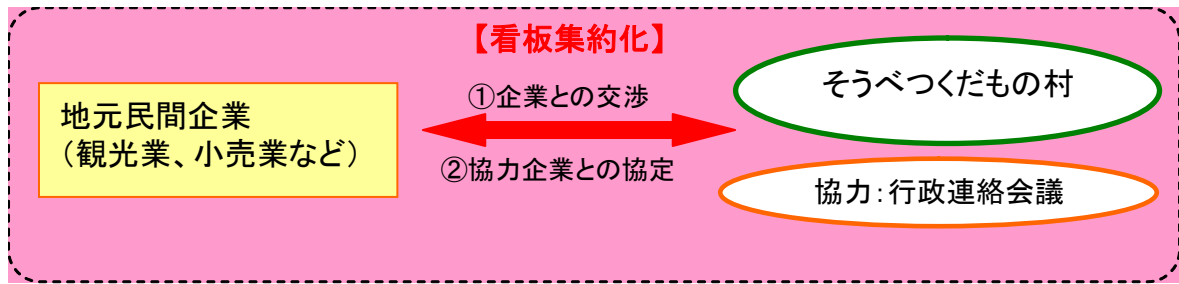 【看板集約化】
地元民間企業
（観光業、小売業など）
①企業との交渉
②協力企業との協定
そうべつくだもの村
協力：行政連絡会議